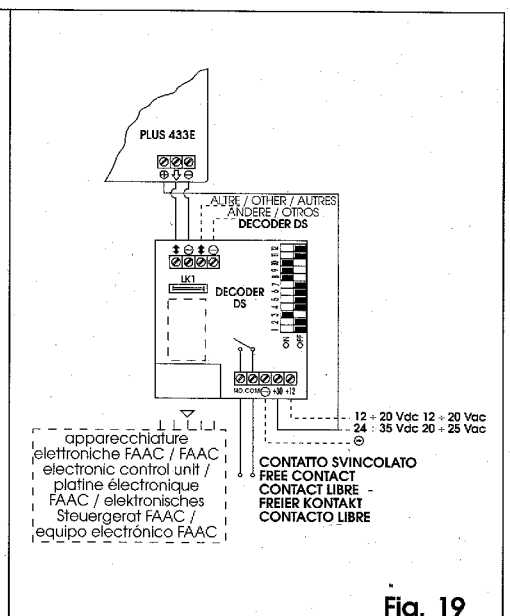 PLUS 433E
ALTRE / OTHER / AUTRES
ANDERE / OTROS
DECODER DS
LK1
DECODER
DS
1 2 3 4 5 6 7 8 9 10 11 12
ON OFF
NO. COM +30 +12
12 ÷ 20 Vdc 12 ÷ 20 Vac
24 : 35 Vdc 20 ÷ 25 Vac
apparecchiature
elettroniche FAAC / FAAC
electronic control unit /
platine électronique
FAAC / elektronisches
Steuergerat FAAC /
equipo electrónico FAAC
CONTATTO SVINCOLATO
FREE CONTACT
CONTACT LIBRE -
FREIER KONTAKT
CONTACTO LIBRE
Fig. 19